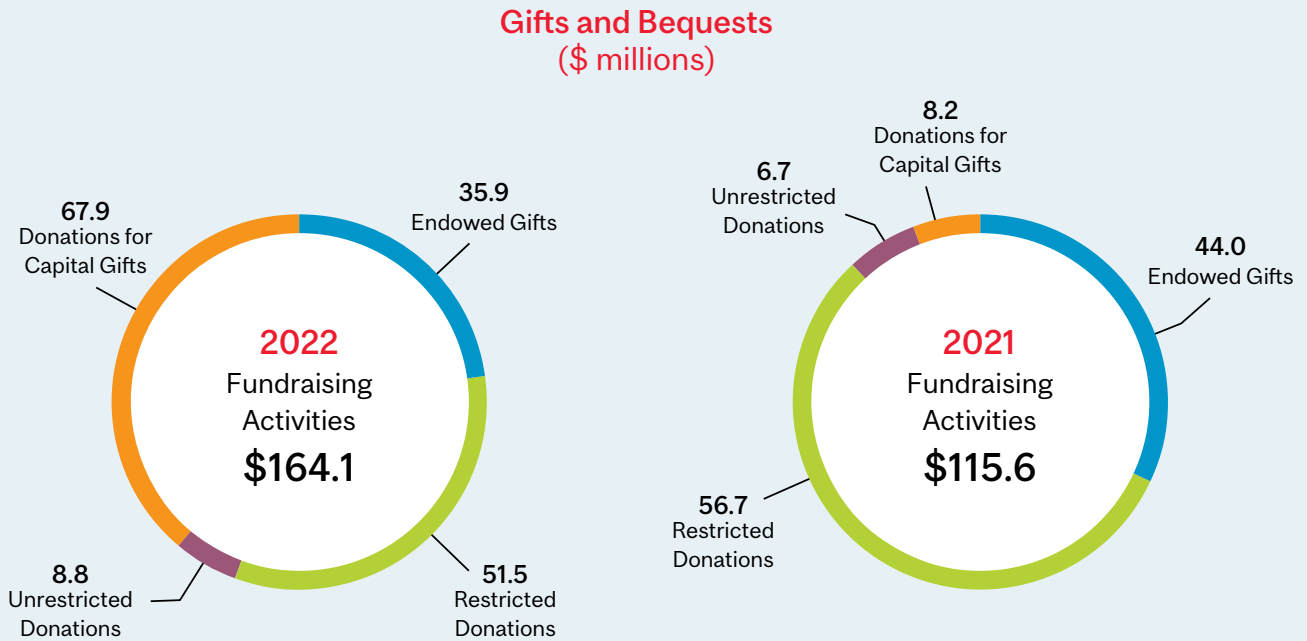 Gifts and Bequests
($ millions)
67.9
Donations for
Capital Gifts
35.9
Endowed Gifts
2022
Fundraising
Activities
$164.1
8.8
Unrestricted
Donations
51.5
Restricted
Donations
8.2
Donations for
Capital Gifts
6.7
Unrestricted
Donations
44.0
Endowed Gifts
2021
Fundraising
Activities
$115.6
56.7
Restricted
Donations